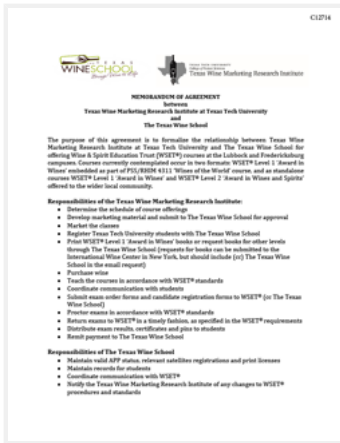 C12714
TEXAS
WINESCHOOL
TEXAS TECH UNIVERSITY
Texas Wine Marketing Research Institute
MEMORANDUM OF AGREEMENT
between
Texas Wine Marketing Research Institute at Texas Tech University
and
The Texas Wine School
The purpose of this agreement is to formalize the relationship between Texas Wine
Marketing Research Institute at Texas Tech University and The Texas Wine School for
offering Wine & Spirit Education Trust (WSET®) courses at the Lubbock and Fredericksburg
campuses. Courses currently contemplated occur in two formats: WSET® Level 1 'Award in
Wines' embedded as part of PSS/RHIM 4311 'Wines of the World' course, and as standalone
courses WSET® Level 1 'Award in Wines' and WSET® Level 2 'Award in Wines and Spirits'
offered to the wider local community.
Responsibilities of the Texas Wine Marketing Research Institute:
• Determine the schedule of course offerings
• Develop marketing material and submit to The Texas Wine School for approval
• Market the classes
• Register Texas Tech University students with The Texas Wine School
• Print WSET® Level 1 'Award in Wines' books or request books for other levels
through The Texas Wine School (requests for books can be submitted to the
International Wine Center in New York, but should include (cc) The Texas Wine
School in the email request)
• Purchase wine
• Teach the courses in accordance with WSET® standards
• Coordinate communication with students
• Submit exam order forms and candidate registration forms to WSET® (or The Texas
Wine School)
• Proctor exams in accordance with WSET® standards
• Return exams to WSET® in a timely fashion, as specified in the WSET® requirements
• Distribute exam results, certificates and pins to students
• Remit payment to The Texas Wine School
Responsibilities of The Texas Wine School
• Maintain valid APP status, relevant satellites registrations and print licenses
• Maintain records for students
• Coordinate communication with WSET®
• Notify the Texas Wine Marketing Research Institute of any changes to WSET®
procedures and standards